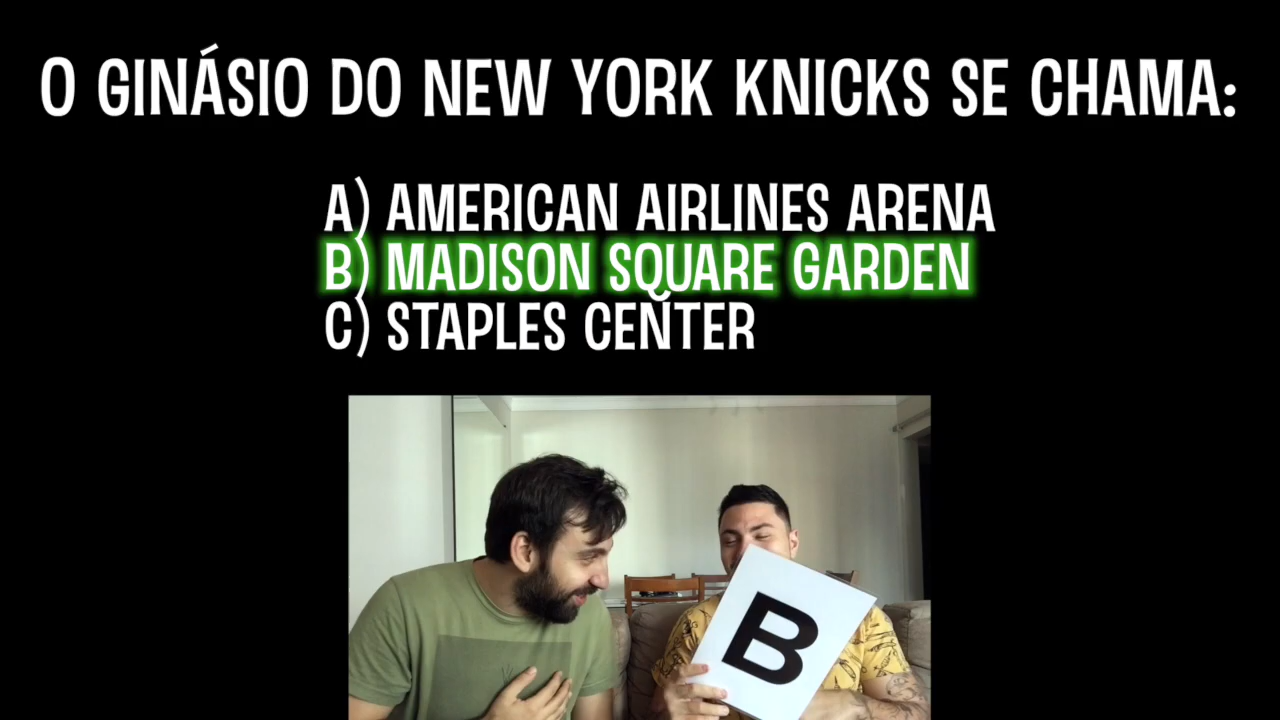 O GINÁSIO DO NEW YORK KNICKS SE CHAMA:
A) AMERICAN AIRLINES ARENA
B) MADISON SQUARE GARDEN
C) STAPLES CENTER
B